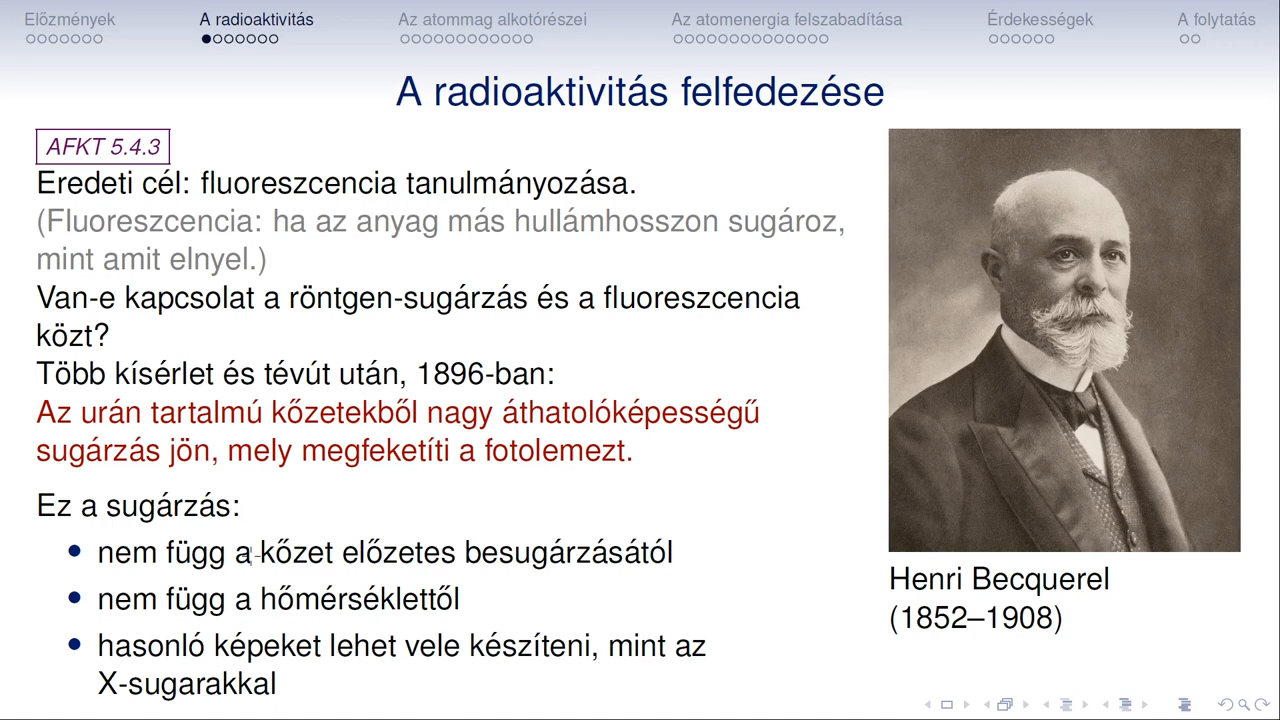 Előzmények
A radioaktivitás
Az atommag alkotórészei
Az atomenergia felszabadítása
Érdekességek
A folytatás
A radioaktivitás felfedezése
AFKT 5.4.3
Eredeti cél: fluoreszcencia tanulmányozása.
(Fluoreszcencia: ha az anyag más hullámhosszon sugároz,
mint amit elnyel.)
Van-e kapcsolat a röntgen-sugárzás és a fluoreszcencia
közt?
Több kísérlet és tévút után, 1896-ban:
Az urán tartalmú kőzetekből nagy áthatolóképességű
sugárzás jön, mely megfeketíti a fotolemezt.
Ez a sugárzás:
• nem függ a kőzet előzetes besugárzásától
• nem függ a hőmérséklettől
• hasonló képeket lehet vele készíteni, mint az
X-sugarakkal
Henri Becquerel
(1852–1908)